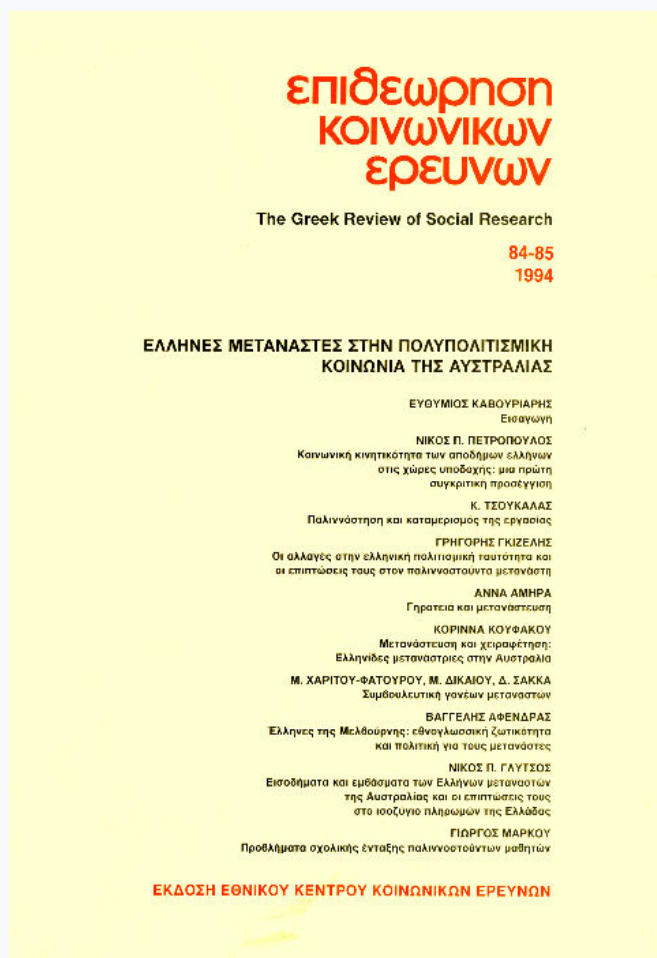 επιθεωρηση
κοινωνικων
ερευνων
The Greek Review of Social Research
84-85
1994
ΕΛΛΗΝΕΣ ΜΕΤΑΝΑΣΤΕΣ ΣΤΗΝ ΠΟΛΥΠΟΛΙΤΙΣΜΙΚΗ
ΚΟΙΝΩΝΙΑ ΤΗΣ ΑΥΣΤΡΑΛΙΑΣ
ΕΥΘΥΜΙΟΣ ΚΑΒΟΥΡΙΑΡΗΣ
Εισαγωγή
ΝΙΚΟΣ Π. ΠΕΤΡΟΠΟΥΛΟΣ
Κοινωνική κινητικότητα των αποδήμων ελλήνων
στις χώρες υποδοχής: μια πρώτη
συγκριτική προσέγγιση
Κ. ΤΣΟΥΚΑΛΑΣ
Παλιννόστηση και καταμερισμός της εργασίας
ΓΡΗΓΟΡΗΣ ΓΚΙΖΕΛΗΣ
Οι αλλαγές στην ελληνική πολιτισμική ταυτότητα και
οι επιπτώσεις τους στον παλιννοστούντα μετανάστη
ΑΝΝΑ ΑΜΗΡΑ
Γηρατειά και μετανάστευση
ΚΟΡΙΝΝΑ ΚΟΥΦΑΚΟΥ
Μετανάστευση και χειραφέτηση:
Ελληνίδες μετανάστριες στην Αυστραλία
Μ. ΧΑΡΙΤΟΥ-ΦΑΤΟΥΡΟΥ, Μ. ΔΙΚΑΙΟΥ, Δ. ΣΑΚΚΑ
Συμβουλευτική γονέων μεταναστών
ΒΑΓΓΕΛΗΣ ΑΦΕΝΔΡΑΣ
Έλληνες της Μελβούρνης: εθνογλωσσική ζωτικότητα
και πολιτική για τους μετανάστες
ΝΙΚΟΣ Π. ΓΛΥΤΣΟΣ
Εισοδήματα και εμβάσματα των Ελλήνων μεταναστών
της Αυστραλίας και οι επιπτώσεις τους
στο ισοζύγιο πληρωμών της Ελλάδας
ΓΙΩΡΓΟΣ ΜΑΡΚΟΥ
Προβλήματα σχολικής ένταξης παλιννοστούντων μαθητών
ΕΚΔΟΣΗ ΕΘΝΙΚΟΥ ΚΕΝΤΡΟΥ ΚΟΙΝΩΝΙΚΩΝ ΕΡΕΥΝΩΝ